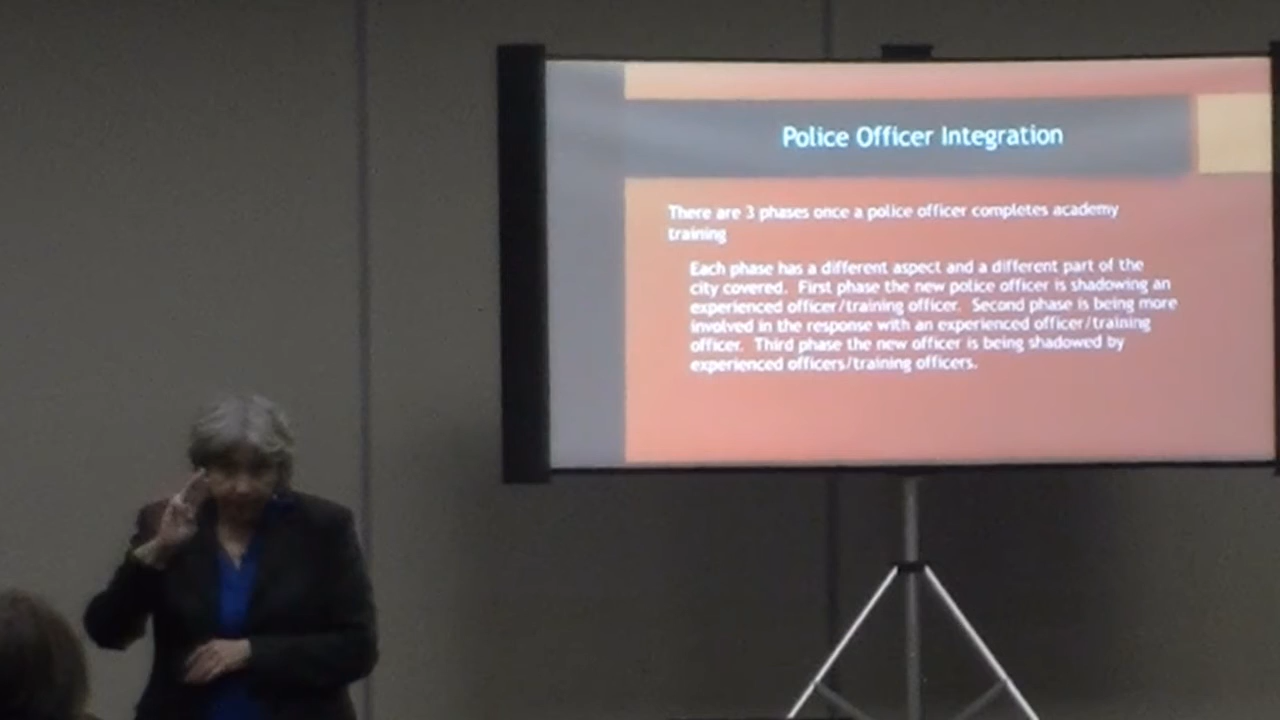 Police Officer Integration
There are 3 phases once a police officer completes academy
training
Each phase has a different aspect and a different part of the
city covered. First phase the new police officer is shadowing an
experienced officer/training officer. Second phase is being more
involved in the response with an experienced officer/training
officer. Third phase the new officer is being shadowed by
experienced officers/training officers.